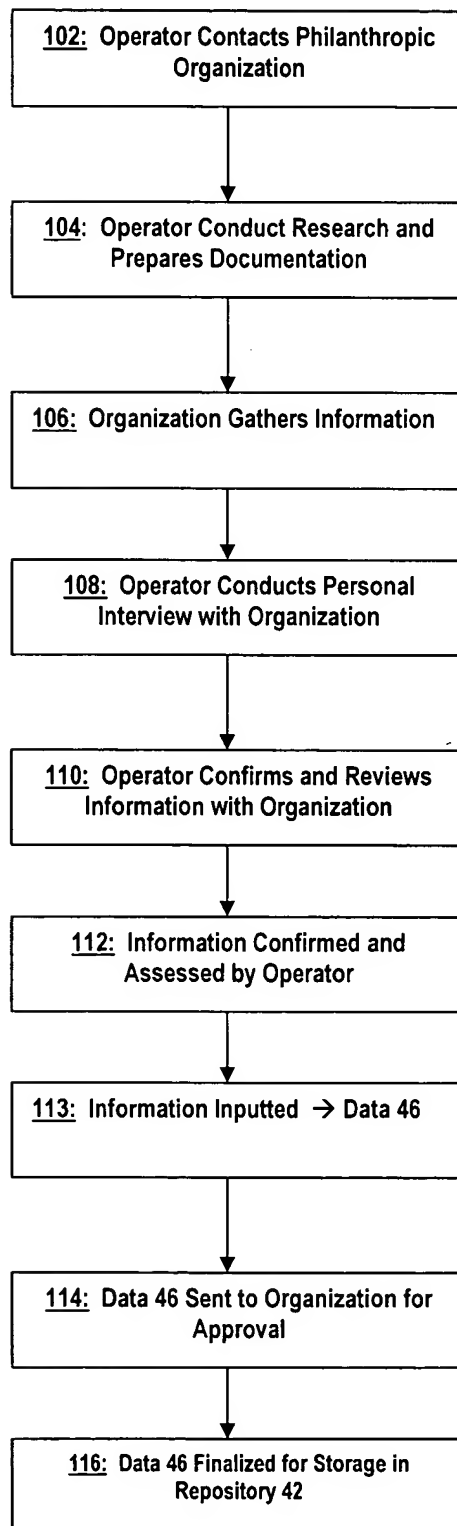 102: Operator Contacts Philanthropic
Organization
104: Operator Conduct Research and
Prepares Documentation
106: Organization Gathers Information
108: Operator Conducts Personal
Interview with Organization
110: Operator Confirms and Reviews
Information with Organization
112: Information Confirmed and
Assessed by Operator
113: Information Inputted → Data 46
114: Data 46 Sent to Organization for
Approval
116: Data 46 Finalized for Storage in
Repository 42